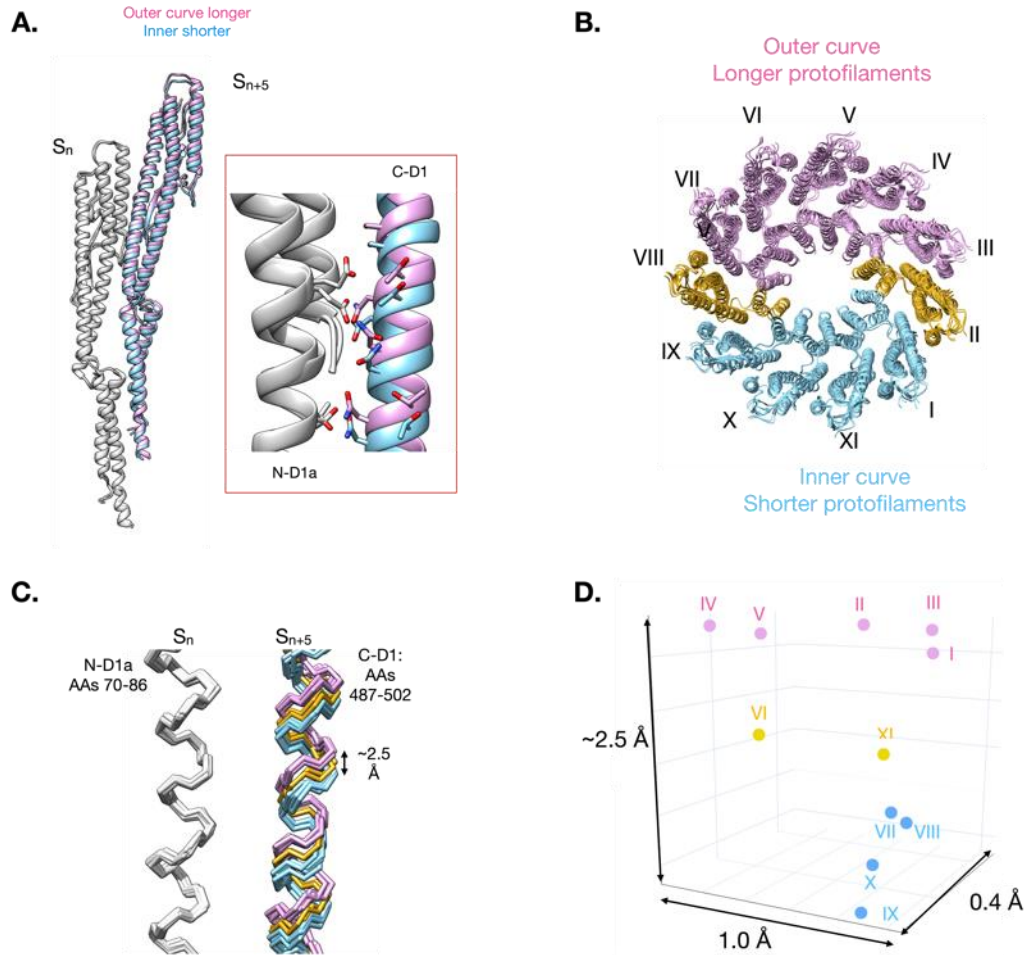 A.
Outer curve longer
Inner shorter
Sn
Sn+5
C-D1
N-D1a
B.
Outer curve
Longer protofilaments
VI
V
IV
VII
III
VIII
II
IX
I
X
XI
Inner curve
Shorter protofilaments
C.
Sn
Sn+5
N-D1a
AAs 70-86
C-D1:
AAs
487-502
~2.5
Å
D.
IV
V
II
III
I
VI
XI
~2.5 Å
VII
VIII
X
IX
0.4 Å
1.0 Å